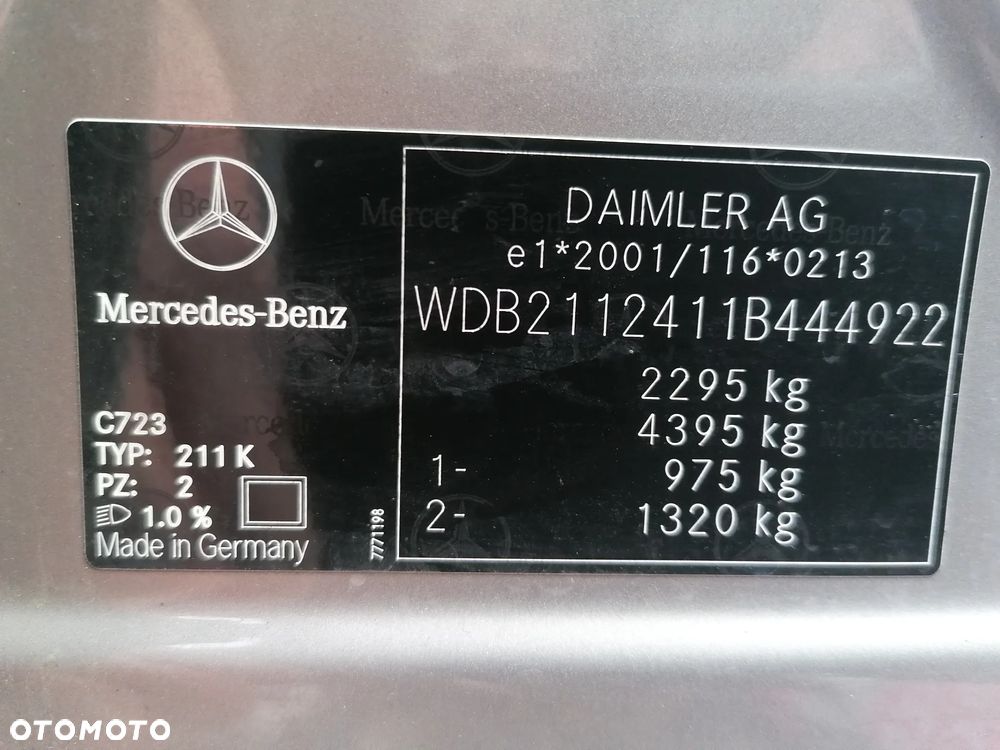 Mercedes-Benz
C723
TYP: 211 K
PZ: 2
1.0 %
Made in Germany
7771198
DAIMLER AG
e1*2001/116*0213
WDB2112411B444922
2295 kg
4395 kg
1- 975 kg
2- 1320 kg
OTOMOTO